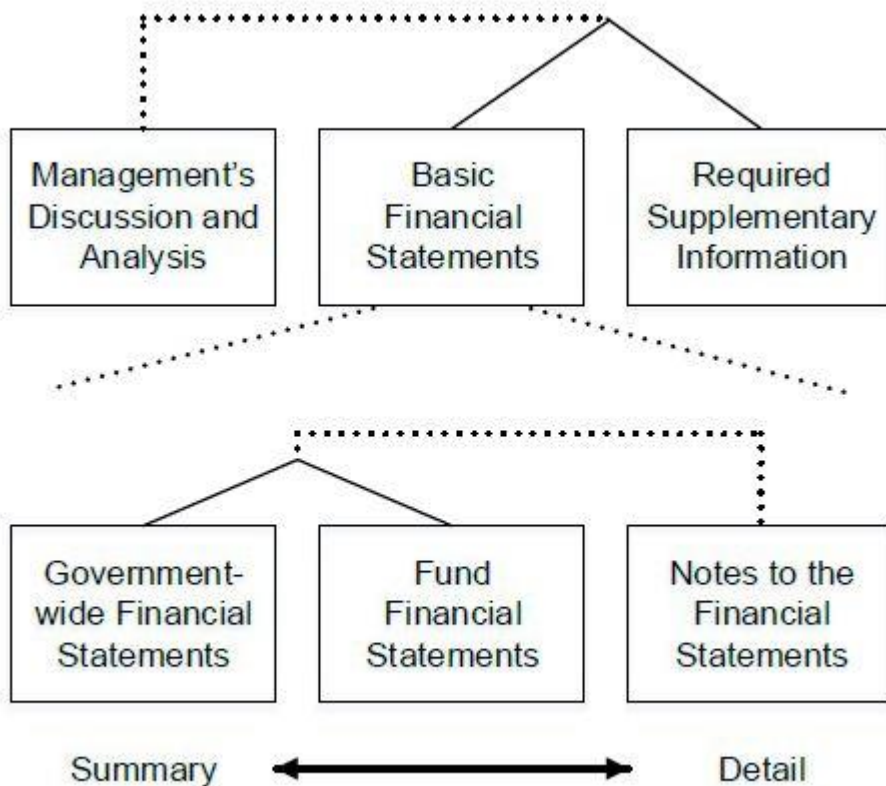 Management's
Discussion and
Analysis
Basic
Financial
Statements
Required
Supplementary
Information
Government-
wide Financial
Statements
Fund
Financial
Statements
Notes to the
Financial
Statements
Summary
Detail